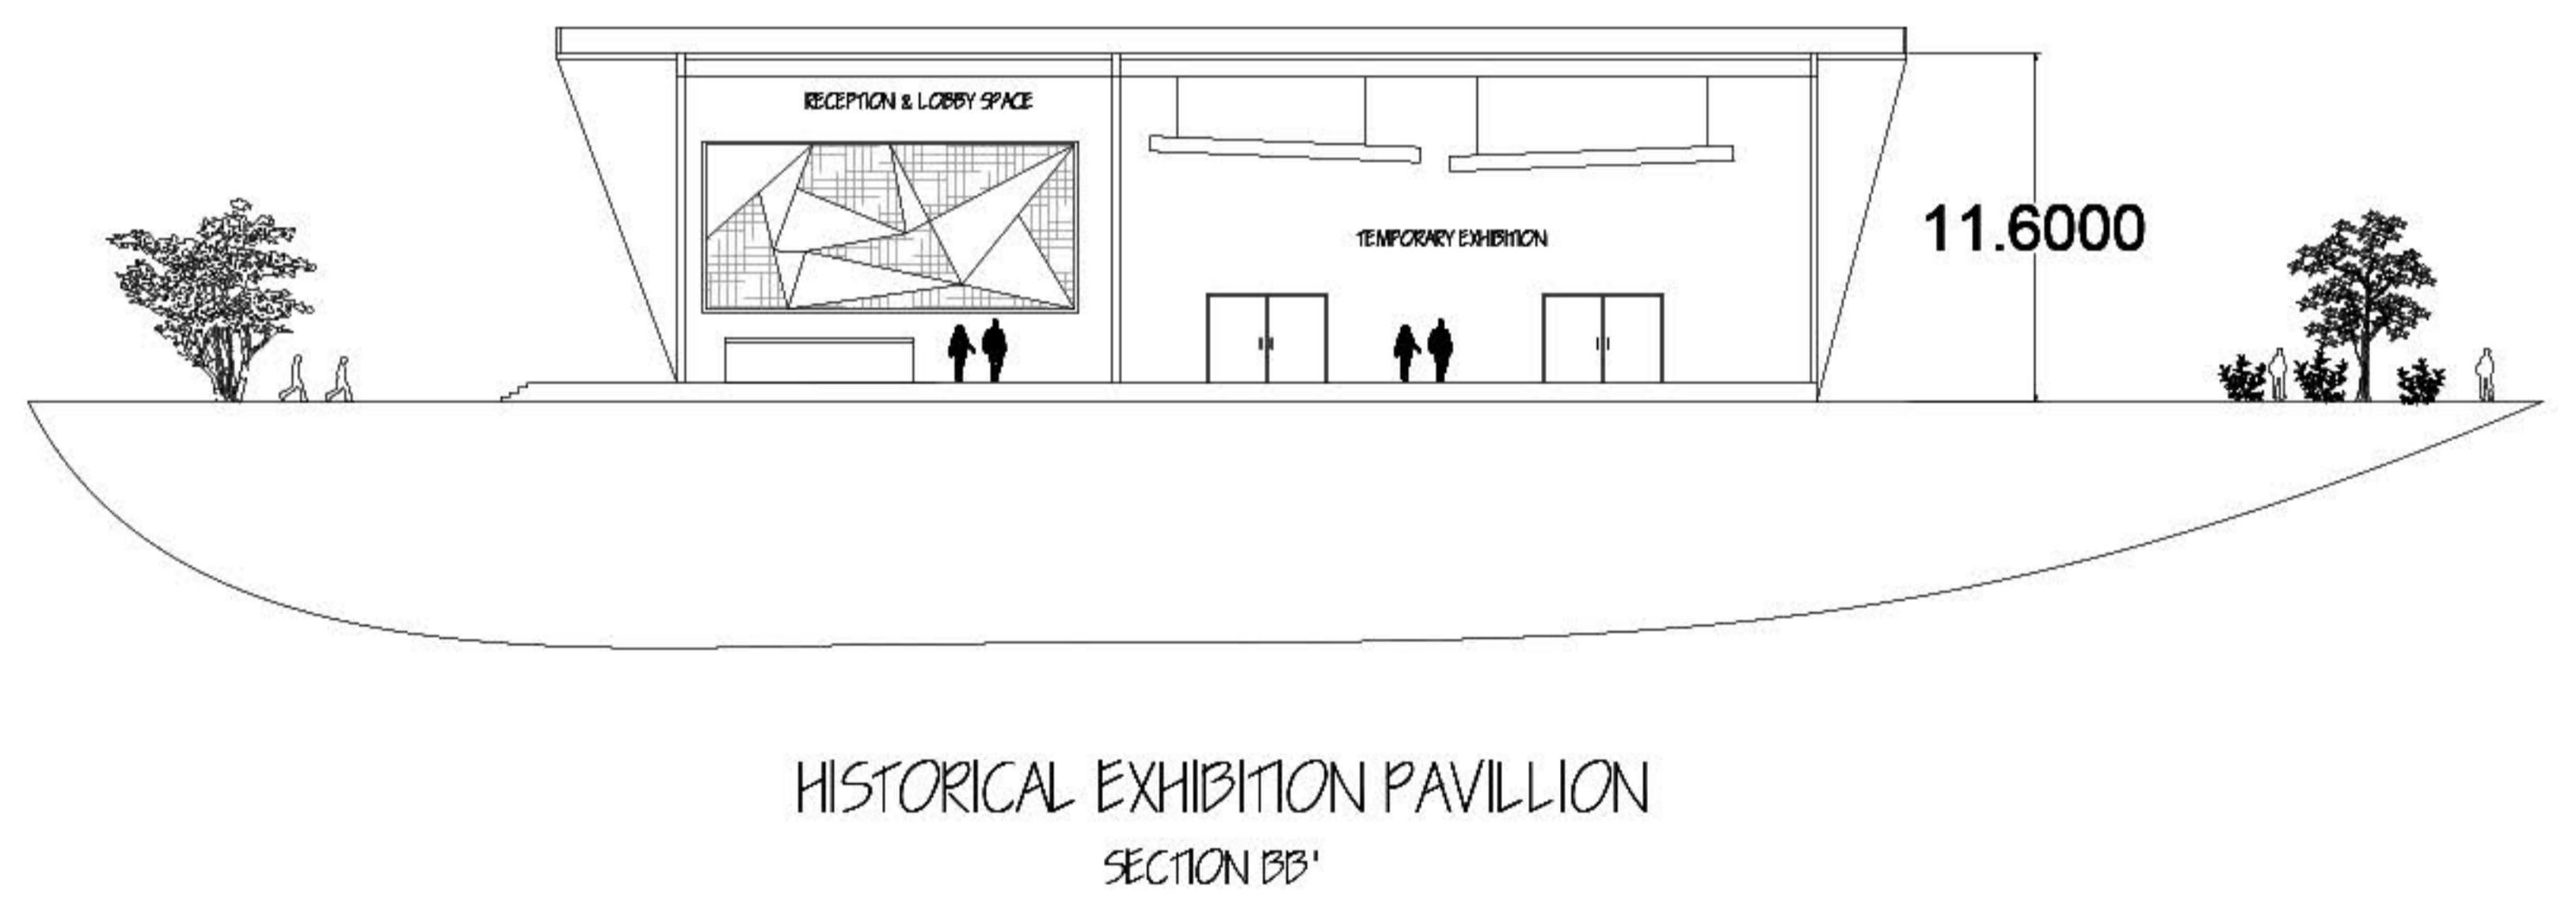 RECEPTION & LOBBY SPACE
11.6000
TEMPORARY EXHIBITION
HISTORICAL EXHIBITION PAVILLION
SECTION BB'